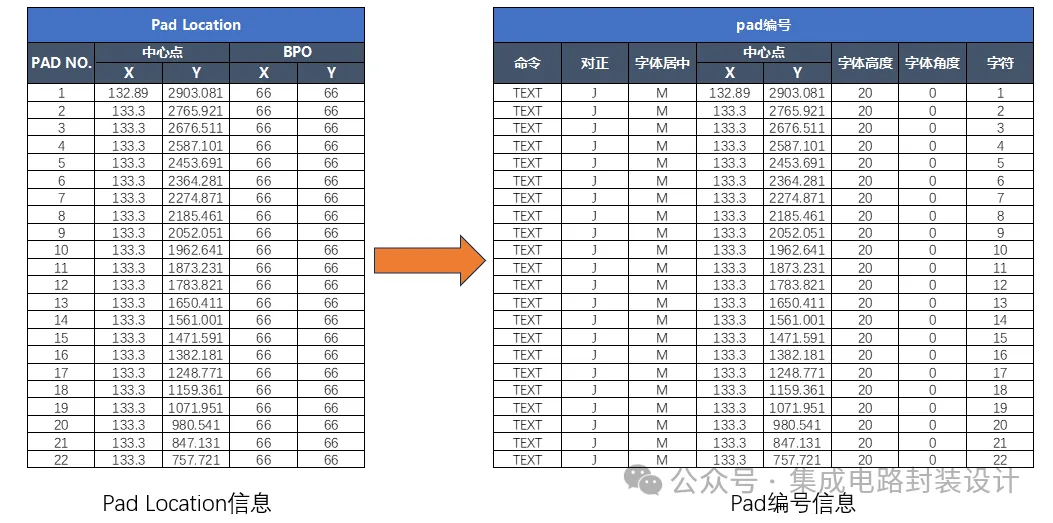 Pad Location
PAD NO. 中心点 BPO
X Y X Y
1 132.89 2903.081 66 66
2 133.3 2765.921 66 66
3 133.3 2676.511 66 66
4 133.3 2587.101 66 66
5 133.3 2453.691 66 66
6 133.3 2364.281 66 66
7 133.3 2274.871 66 66
8 133.3 2185.461 66 66
9 133.3 2052.051 66 66
10 133.3 1962.641 66 66
11 133.3 1873.231 66 66
12 133.3 1783.821 66 66
13 133.3 1650.411 66 66
14 133.3 1561.001 66 66
15 133.3 1471.591 66 66
16 133.3 1382.181 66 66
17 133.3 1248.771 66 66
18 133.3 1159.361 66 66
19 133.3 1071.951 66 66
20 133.3 980.541 66 66
21 133.3 847.131 66 66
22 133.3 757.721 66 66
Pad Location信息
pad编号
命令 对正 字体居中 中心点 字体高度 字体角度 字符
X Y
TEXT J M 132.89 2903.081 20 0 1
TEXT J M 133.3 2765.921 20 0 2
TEXT J M 133.3 2676.511 20 0 3
TEXT J M 133.3 2587.101 20 0 4
TEXT J M 133.3 2453.691 20 0 5
TEXT J M 133.3 2364.281 20 0 6
TEXT J M 133.3 2274.871 20 0 7
TEXT J M 133.3 2185.461 20 0 8
TEXT J M 133.3 2052.051 20 0 9
TEXT J M 133.3 1962.641 20 0 10
TEXT J M 133.3 1873.231 20 0 11
TEXT J M 133.3 1783.821 20 0 12
TEXT J M 133.3 1650.411 20 0 13
TEXT J M 133.3 1561.001 20 0 14
TEXT J M 133.3 1471.591 20 0 15
TEXT J M 133.3 1382.181 20 0 16
TEXT J M 133.3 1248.771 20 0 17
TEXT J M 133.3 1159.361 20 0 18
TEXT J M 133.3 1071.951 20 0 19
TEXT J M 133.3 980.541 20 0 20
TEXT J M 133.3 847.131 20 0 21
TEXT J M 133.3 757.721 20 0 22
公众号·集成电路封装设计
Pad编号信息